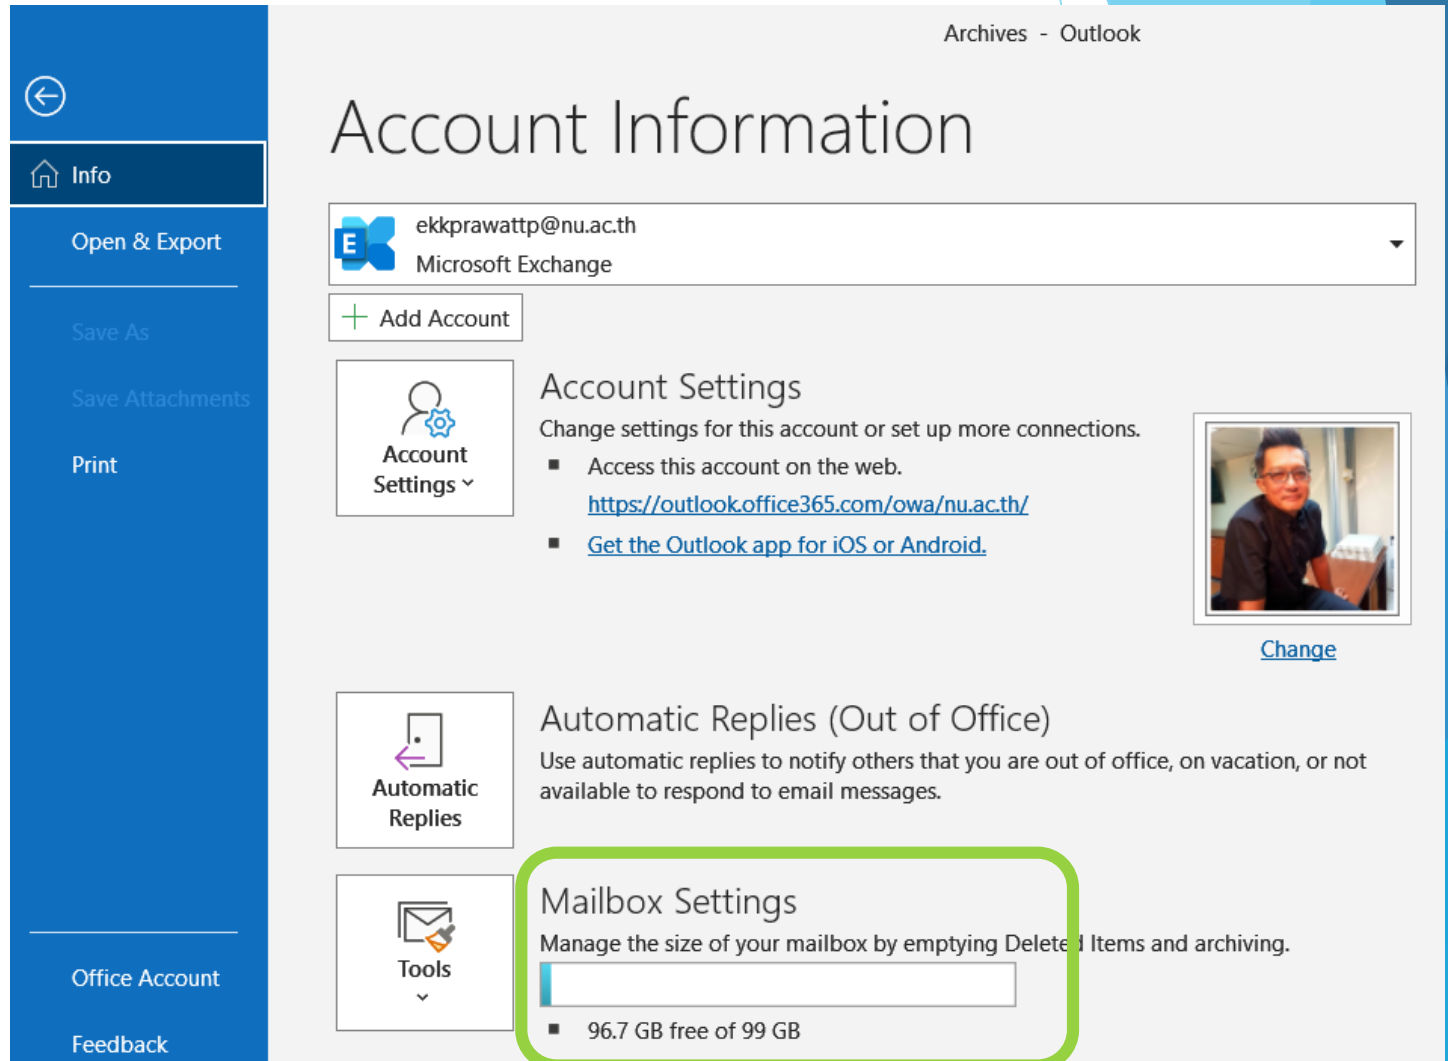 Archives - Outlook
Account Information
Info
Open & Export
Save As
Save Attachments
Print
Office Account
Feedback
E
ekkprawattp@nu.ac.th
Microsoft Exchange
Add Account
Account
Settings
Account Settings
Change settings for this account or set up more connections.
Access this account on the web.
https://outlook.office365.com/owa/nu.ac.th/
Get the Outlook app for iOS or Android.
Change
Automatic
Replies
Automatic Replies (Out of Office)
Use automatic replies to notify others that you are out of office, on vacation, or not
available to respond to email messages.
Tools
Mailbox Settings
Manage the size of your mailbox by emptying Deleted Items and archiving.
96.7 GB free of 99 GB